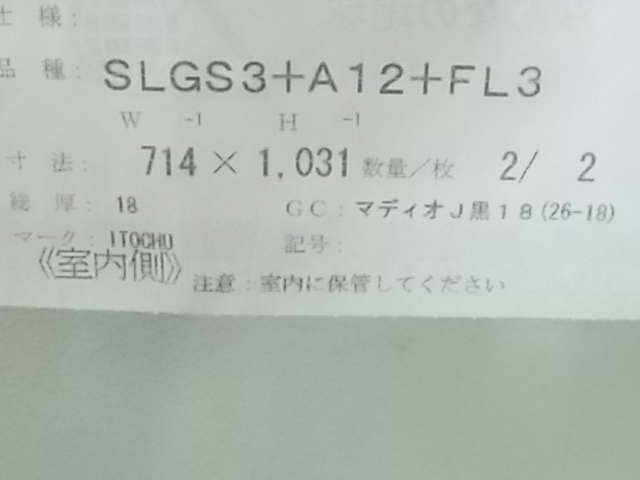 仕 様：
品 種：SLGS3＋A12＋FL3
W -1 H -1
寸 法： 714 × 1,031 数量／枚 2/ 2
総 厚： 18 GC：マディオJ黒18(26-18)
マーク：ITOCHU 記号：
《室内側》 注意：室内に保管してください